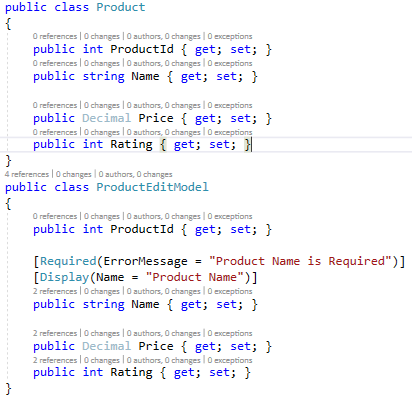 public class Product
{
0 references | 0 changes | 0 authors, 0 changes | 0 exceptions
public int ProductId { get; set; }
0 references | 0 changes | 0 authors, 0 changes | 0 exceptions
public string Name { get; set; }
0 references | 0 changes | 0 authors, 0 changes | 0 exceptions
public Decimal Price { get; set; }
0 references | 0 changes | 0 authors, 0 changes | 0 exceptions
public int Rating { get; set; }
}
4 references | 0 changes | 0 authors, 0 changes
public class ProductEditModel
{
0 references | 0 changes | 0 authors, 0 changes | 0 exceptions
public int ProductId { get; set; }
[Required(ErrorMessage = "Product Name is Required")]
[Display(Name = "Product Name")]
2 references | 0 changes | 0 authors, 0 changes | 0 exceptions
public string Name { get; set; }
2 references | 0 changes | 0 authors, 0 changes | 0 exceptions
public Decimal Price { get; set; }
2 references | 0 changes | 0 authors, 0 changes | 0 exceptions
public int Rating { get; set; }
}